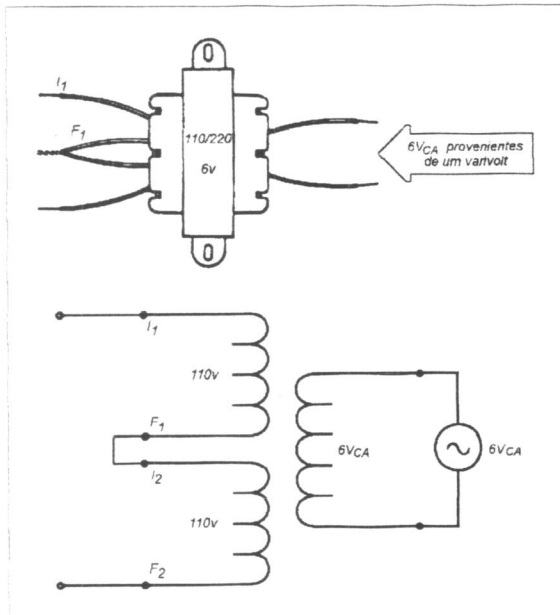 I1
F1
110/220
6v
6VCA provenientes
de um varivolt
I1
110v
F1
I2
6VCA
6VCA
110v
F2